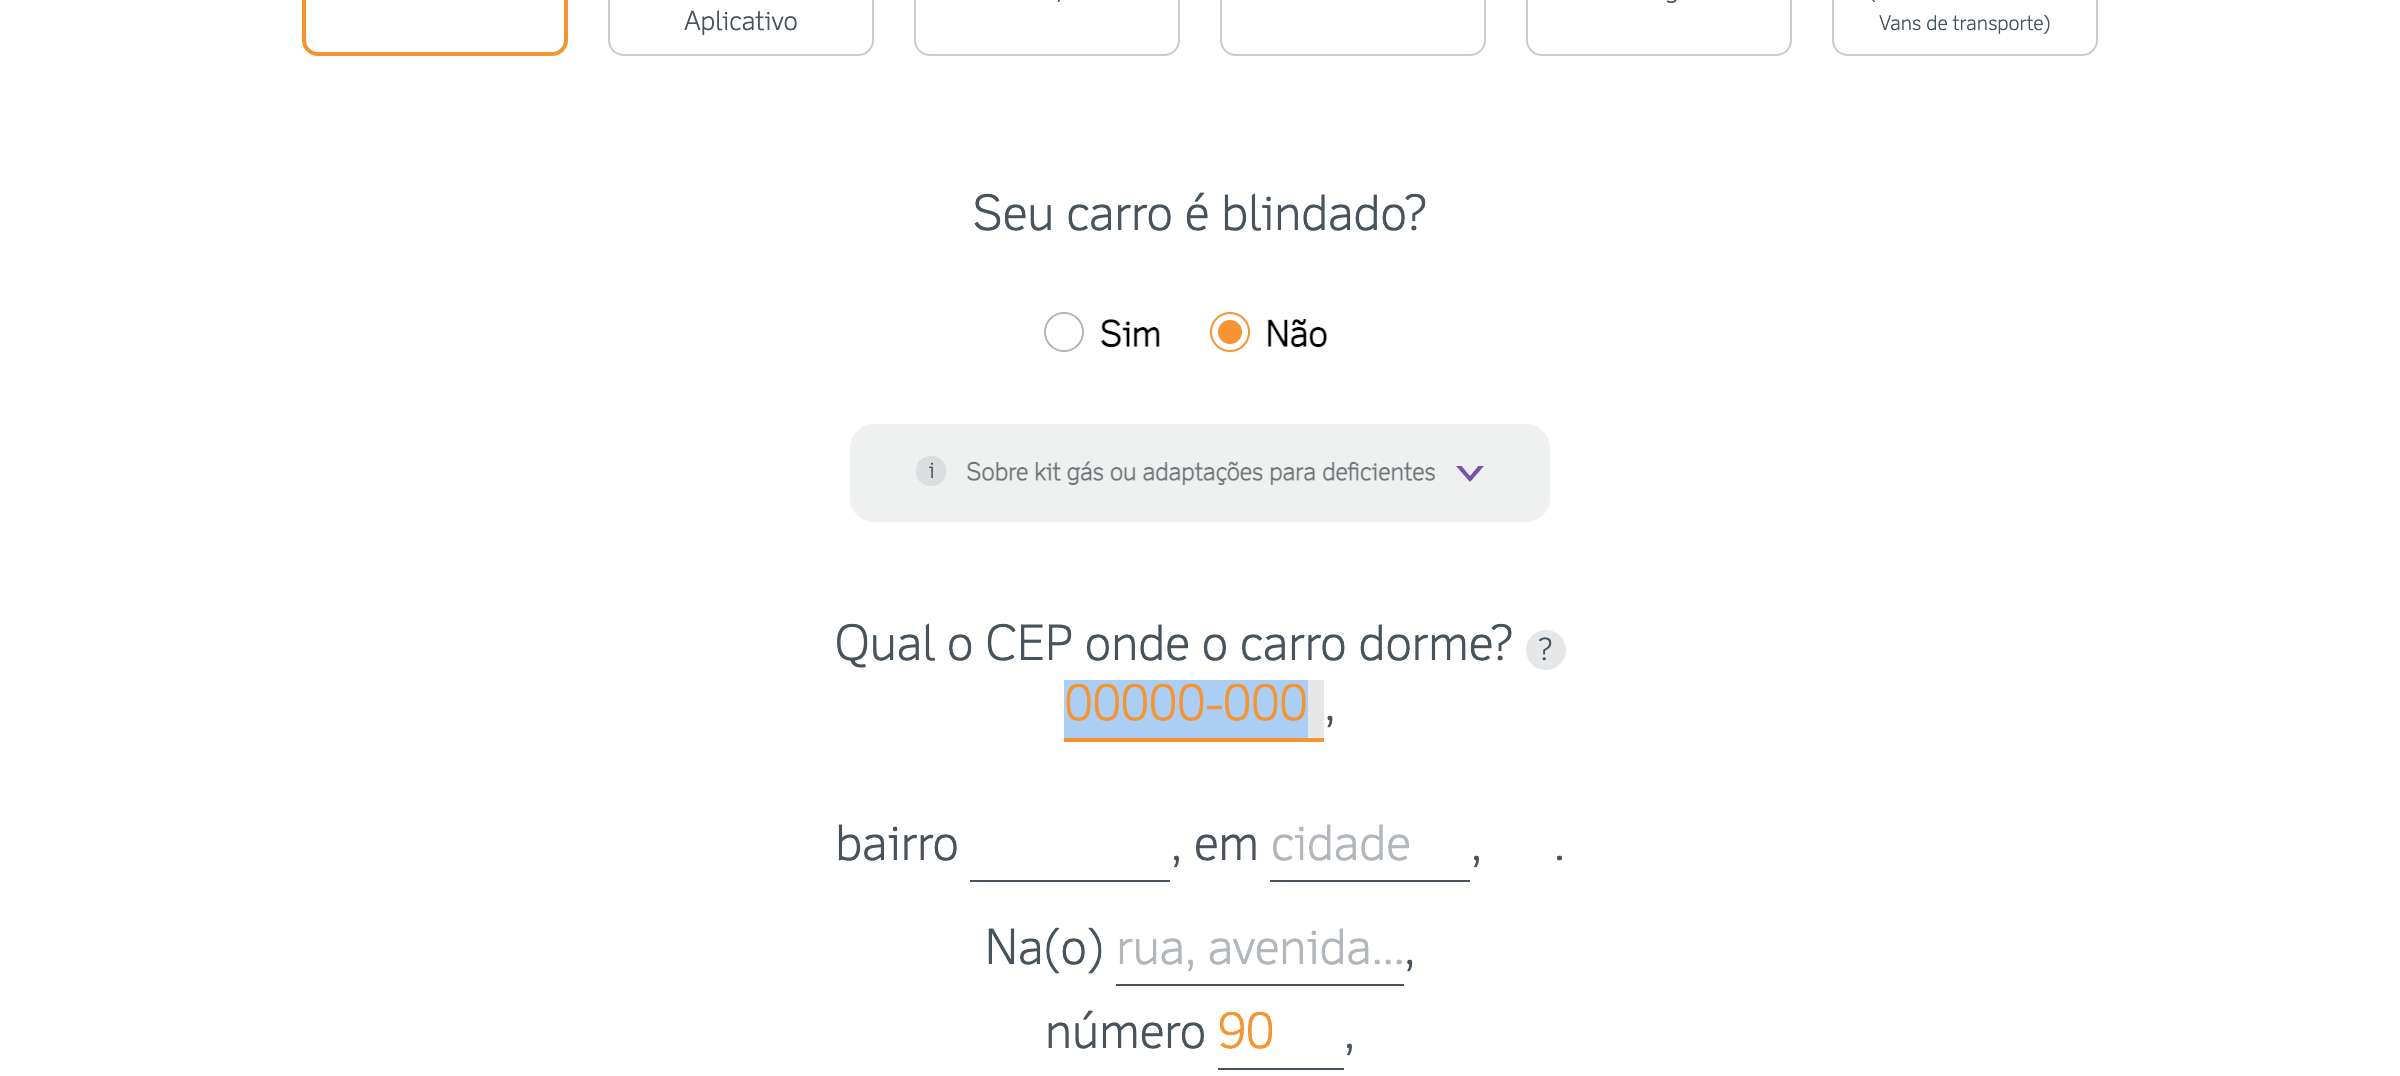 Aplicativo
Vans de transporte)
Seu carro é blindado?
Sim Não
i Sobre kit gás ou adaptações para deficientes
Qual o CEP onde o carro dorme? ?
00000-000 ,
bairro , em cidade , .
Na(o) rua, avenida...,
número 90 ,